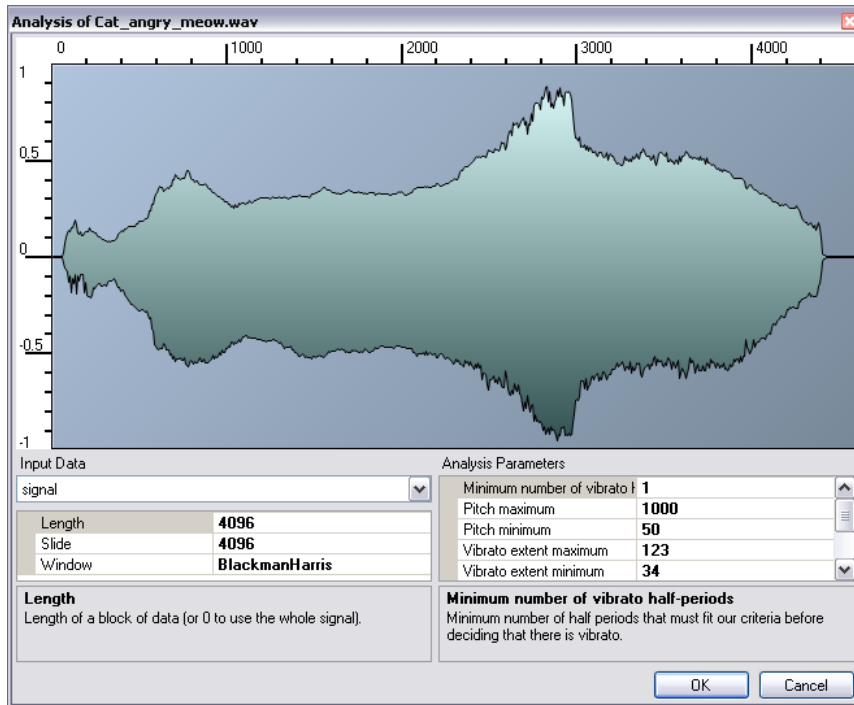 Analysis of Cat_angry_meow.wav
0 1000 2000 3000 4000
1
0.5
0
-0.5
-1
Input Data
signal
Length 4096
Slide 4096
Window BlackmanHarris
Length
Length of a block of data (or 0 to use the whole signal).
Analysis Parameters
Minimum number of vibrato h 1
Pitch maximum 1000
Pitch minimum 50
Vibrato extent maximum 123
Vibrato extent minimum 34
Minimum number of vibrato half-periods
Minimum number of half periods that must fit our criteria before
deciding that there is vibrato.
OK Cancel